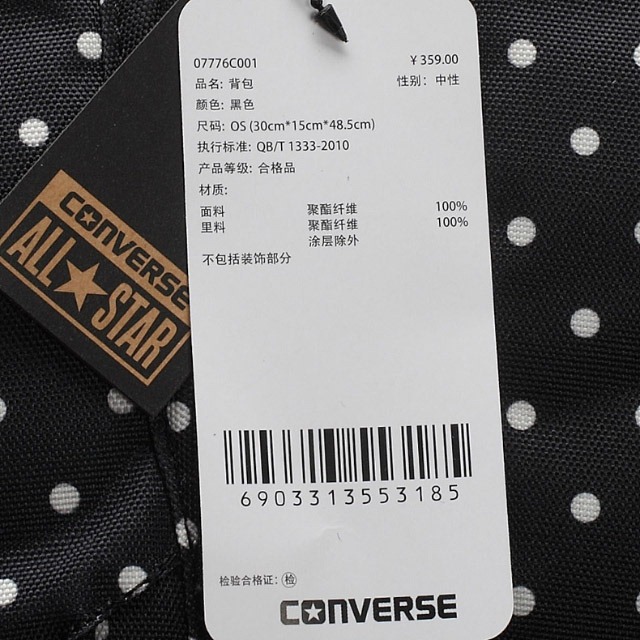 07776C001 ¥359.00
品名: 背包 性别: 中性
颜色: 黑色
尺码: OS (30cm*15cm*48.5cm)
执行标准: QB/T 1333-2010
产品等级: 合格品
材质:
面料 聚酯纤维 100%
里料 聚酯纤维 100%
涂层除外
不包括装饰部分
6903313553185
检验合格证: 检
CONVERSE
CONVERSE
ALL STAR